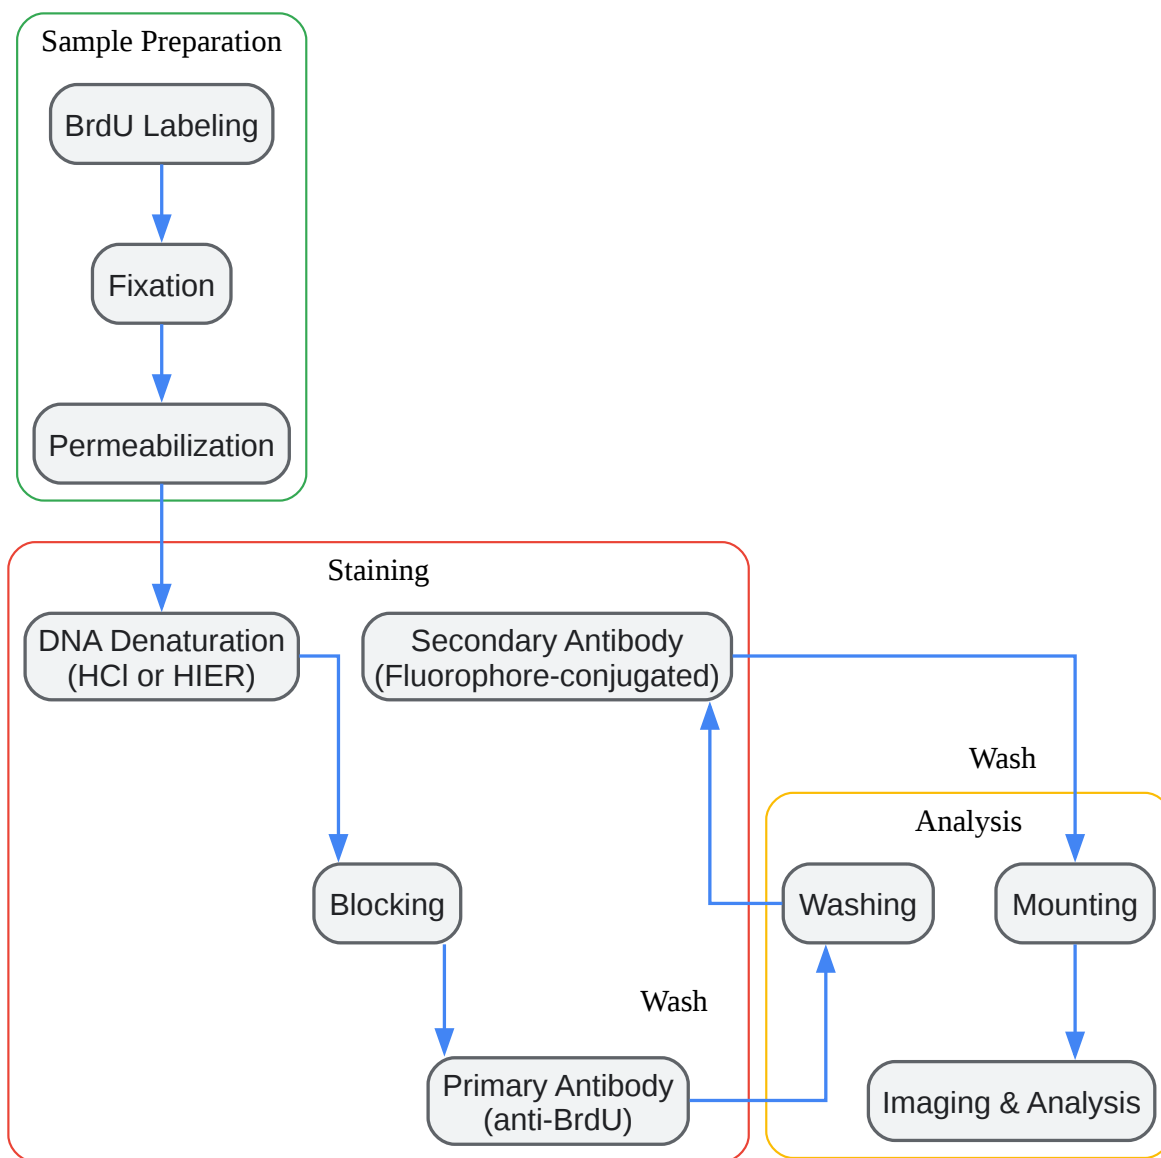 Sample Preparation
BrdU Labeling
Fixation
Permeabilization
Staining
DNA Denaturation
(HCl or HIER)
Secondary Antibody
(Fluorophore-conjugated)
Wash
Analysis
Blocking
Washing
Mounting
Wash
Primary Antibody
(anti-BrdU)
Imaging & Analysis